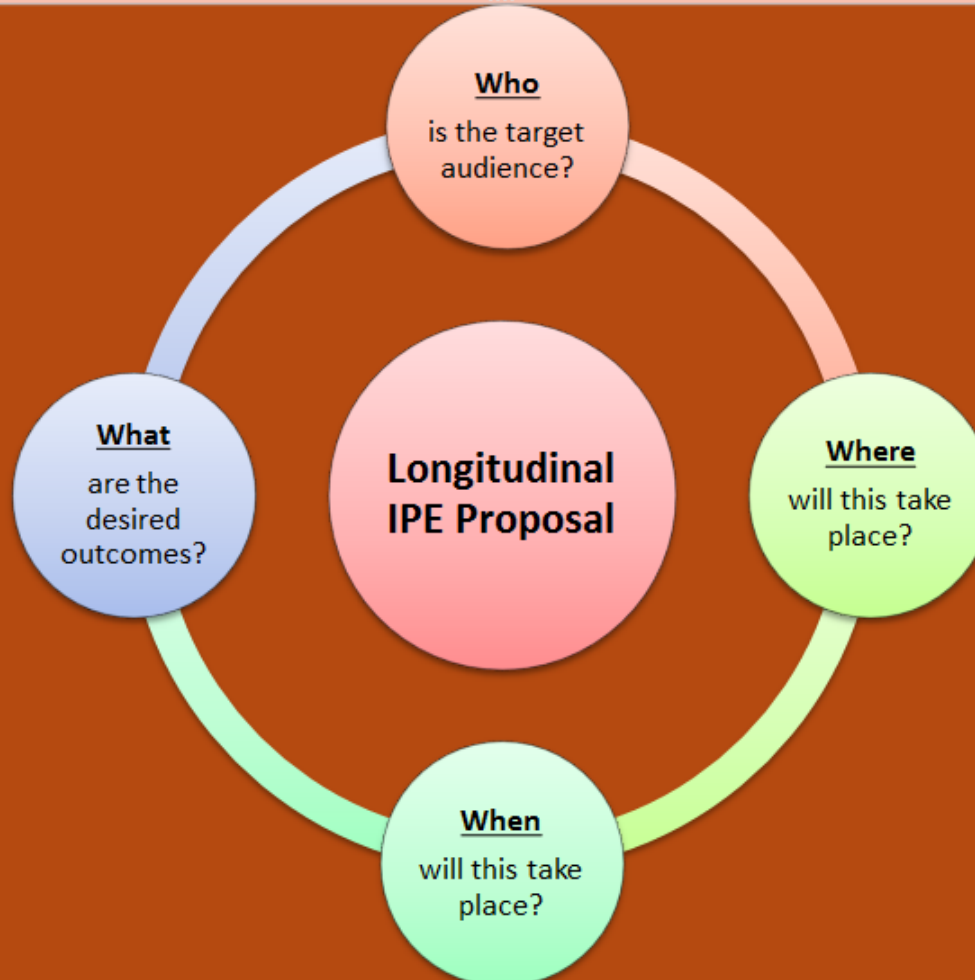 Who
is the target
audience?
What
are the
desired
outcomes?
Longitudinal
IPE Proposal
Where
will this take
place?
When
will this take
place?